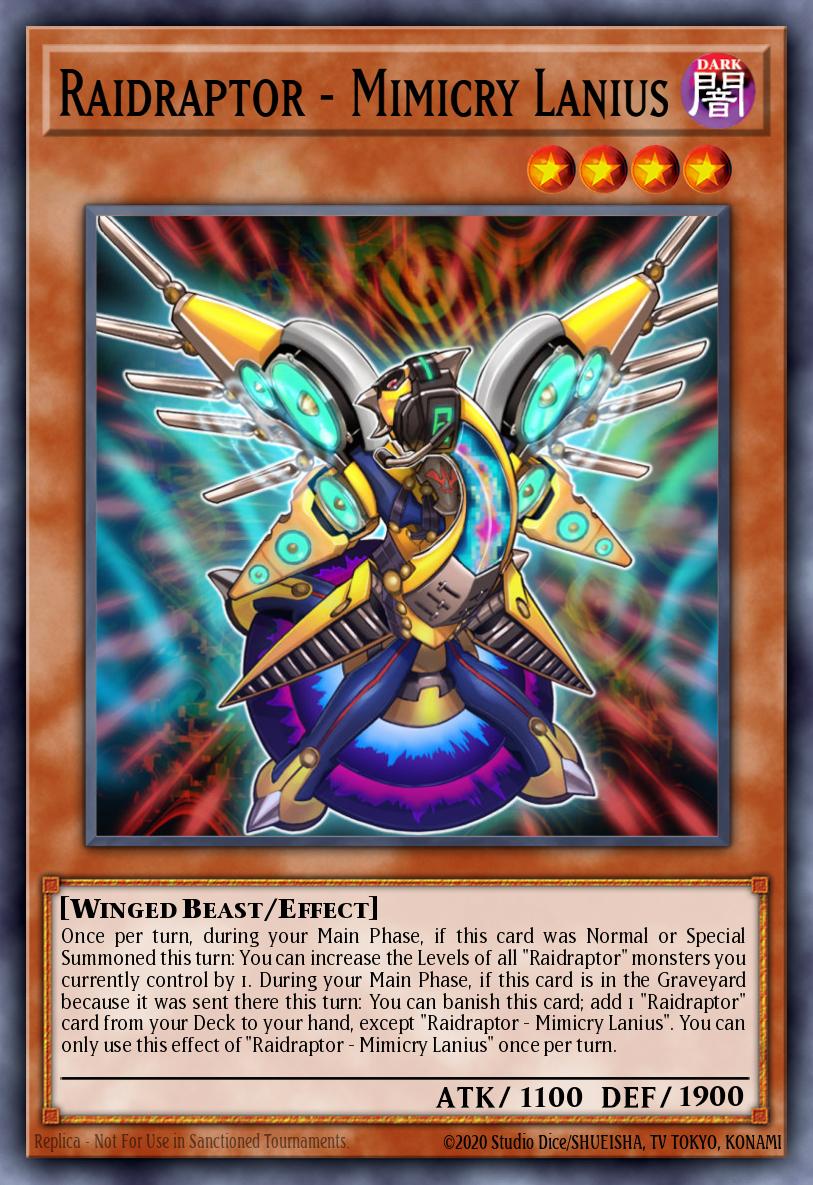 Raidraptor - Mimicry Lanius
DARK
闇
[Winged Beast/Effect]
Once per turn, during your Main Phase, if this card was Normal or Special
Summoned this turn: You can increase the Levels of all "Raidraptor" monsters you
currently control by 1. During your Main Phase, if this card is in the Graveyard
because it was sent there this turn: You can banish this card; add 1 "Raidraptor"
card from your Deck to your hand, except "Raidraptor - Mimicry Lanius". You can
only use this effect of "Raidraptor - Mimicry Lanius" once per turn.
ATK/ 1100 DEF/ 1900
Replica - Not For Use in Sanctioned Tournaments.
©2020 Studio Dice/SHUEISHA, TV TOKYO, KONAMI